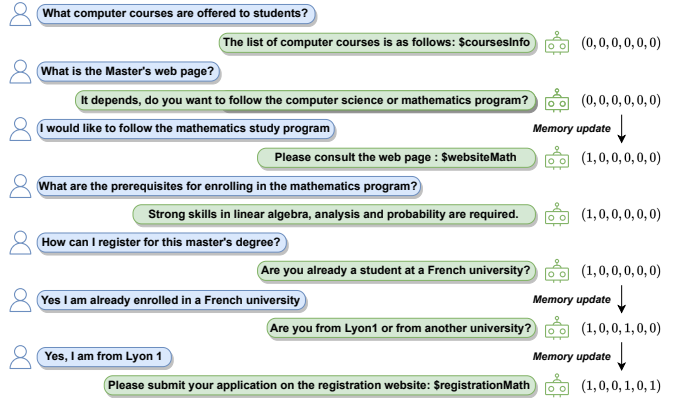 What computer courses are offered to students?
The list of computer courses is as follows: $coursesInfo (0, 0, 0, 0, 0, 0)
What is the Master's web page?
It depends, do you want to follow the computer science or mathematics program? (0, 0, 0, 0, 0, 0)
I would like to follow the mathematics study program Memory update
Please consult the web page : $websiteMath (1, 0, 0, 0, 0, 0)
What are the prerequisites for enrolling in the mathematics program?
Strong skills in linear algebra, analysis and probability are required. (1, 0, 0, 0, 0, 0)
How can I register for this master's degree?
Are you already a student at a French university? (1, 0, 0, 0, 0, 0)
Yes I am already enrolled in a French university Memory update
Are you from Lyon1 or from another university? (1, 0, 0, 1, 0, 0)
Yes, I am from Lyon 1 Memory update
Please submit your application on the registration website: $registrationMath (1, 0, 0, 1, 0, 1)